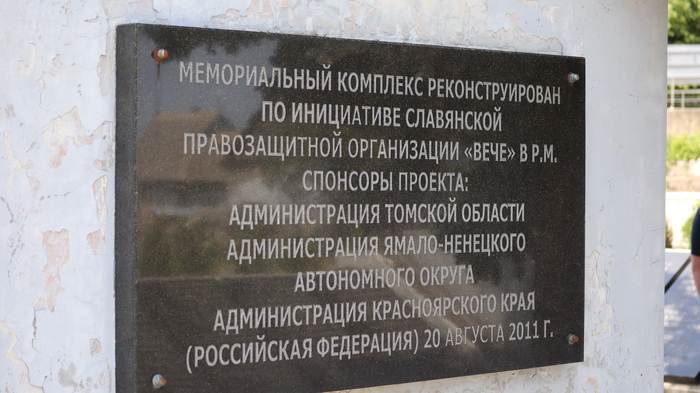 МЕМОРИАЛЬНЫЙ КОМПЛЕКС РЕКОНСТРУИРОВАН
ПО ИНИЦИАТИВЕ СЛАВЯНСКОЙ
ПРАВОЗАЩИТНОЙ ОРГАНИЗАЦИИ «ВЕЧЕ» В Р.М.
СПОНСОРЫ ПРОЕКТА:
АДМИНИСТРАЦИЯ ТОМСКОЙ ОБЛАСТИ
АДМИНИСТРАЦИЯ ЯМАЛО-НЕНЕЦКОГО
АВТОНОМНОГО ОКРУГА
АДМИНИСТРАЦИЯ КРАСНОЯРСКОГО КРАЯ
(РОССИЙСКАЯ ФЕДЕРАЦИЯ) 20 АВГУСТА 2011 Г.